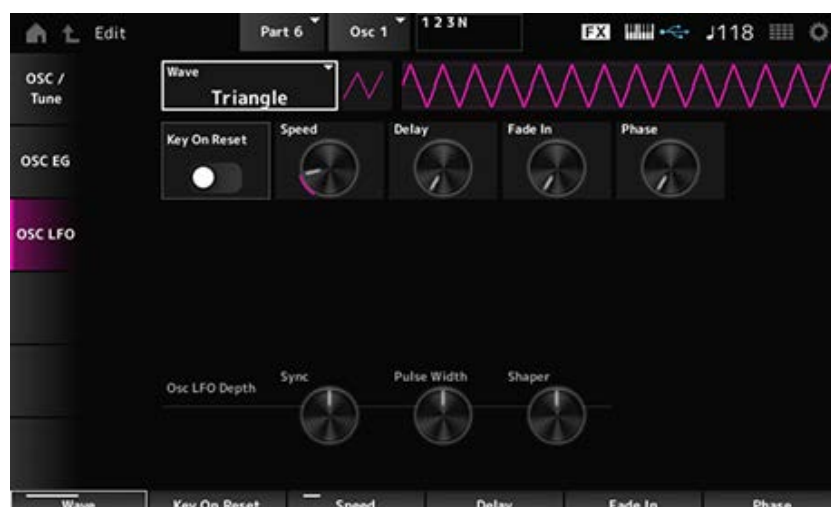 Edit
Part 6
Osc 1
1 2 3 N
FX
♩118
OSC /
Tune
Wave
Triangle
Key On Reset
Speed
Delay
Fade In
Phase
OSC EG
OSC LFO
Osc LFO Depth
Sync
Pulse Width
Shaper
Wave
Key On Reset
Speed
Delay
Fade In
Phase